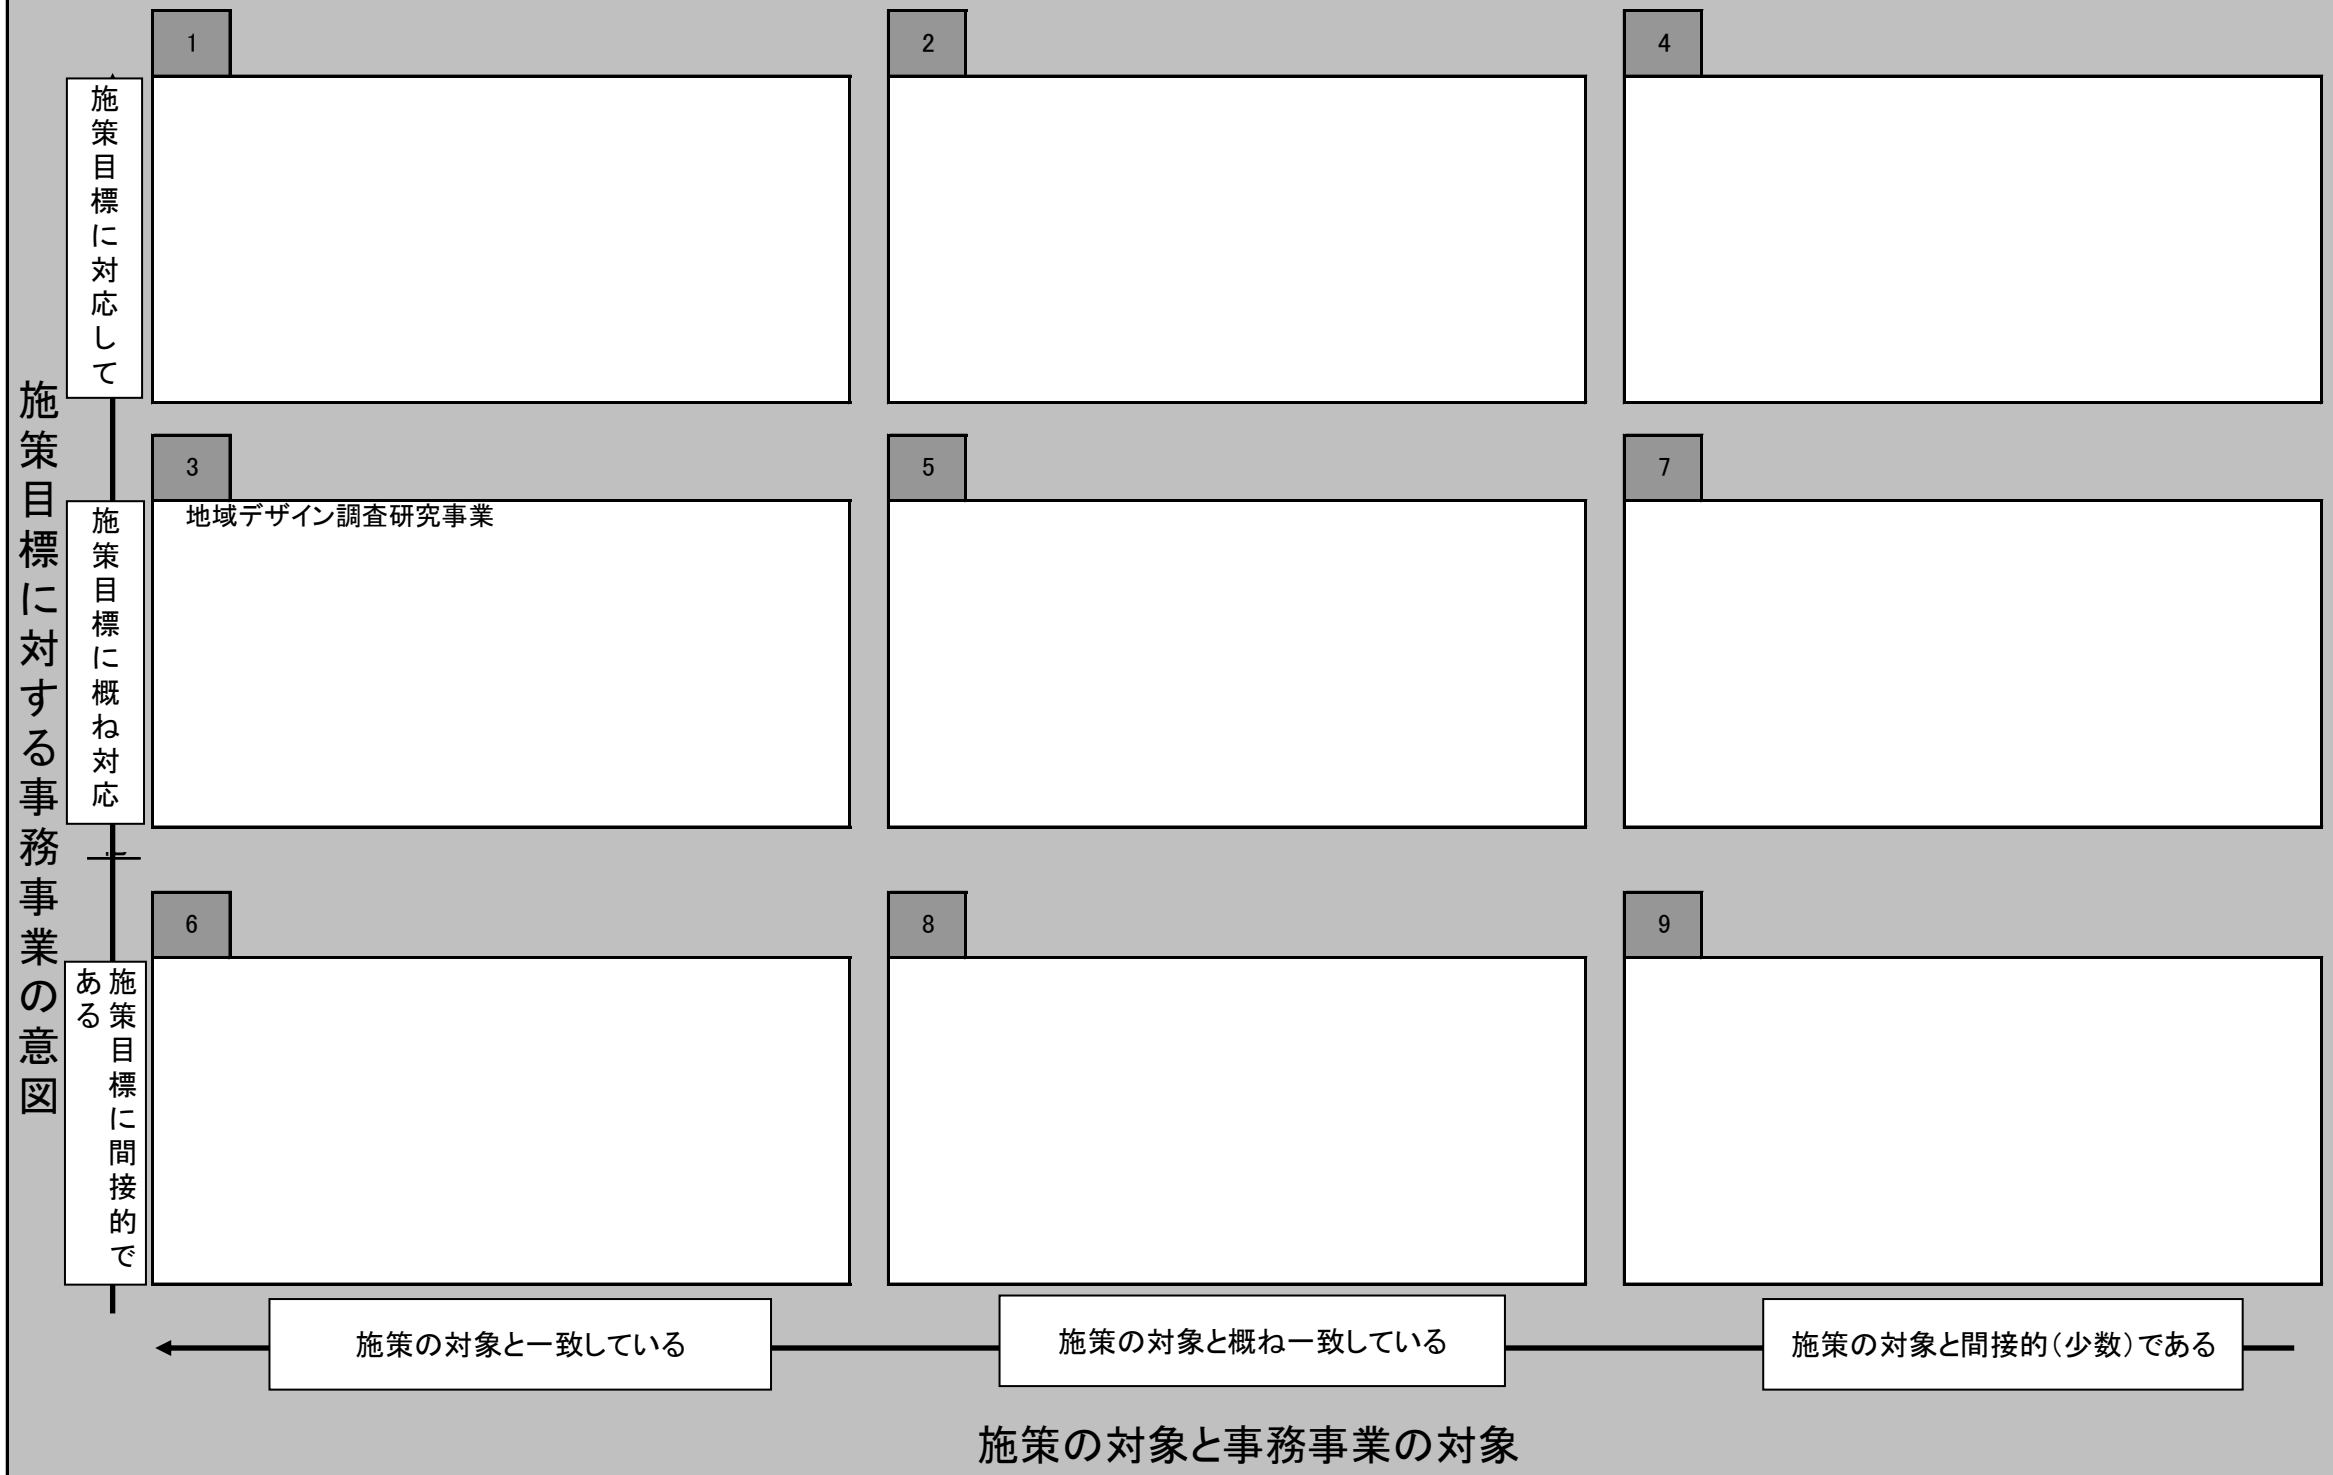 1
2
4
施策目標に対応して
3
5
7
地域デザイン調査研究事業
施策目標に概ね対応
施策目標に対する事務事業の意図
6
8
9
施策目標に間接的で
ある
施策の対象と一致している
施策の対象と概ね一致している
施策の対象と間接的(少数)である
施策の対象と事務事業の対象